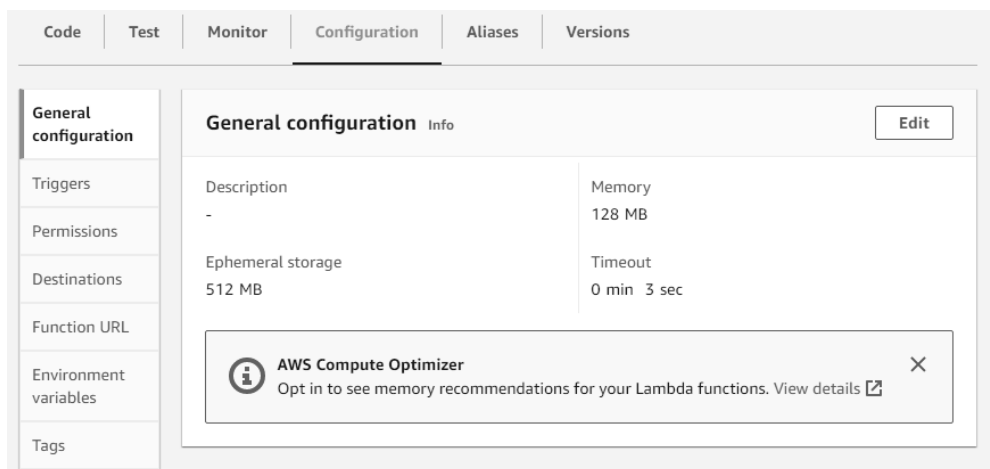 Code Test Monitor Configuration Aliases Versions
General
configuration
Triggers
Permissions
Destinations
Function URL
Environment
variables
Tags
General configuration Info
Edit
Description
-
Memory
128 MB
Ephemeral storage
512 MB
Timeout
0 min 3 sec
AWS Compute Optimizer
Opt in to see memory recommendations for your Lambda functions. View details